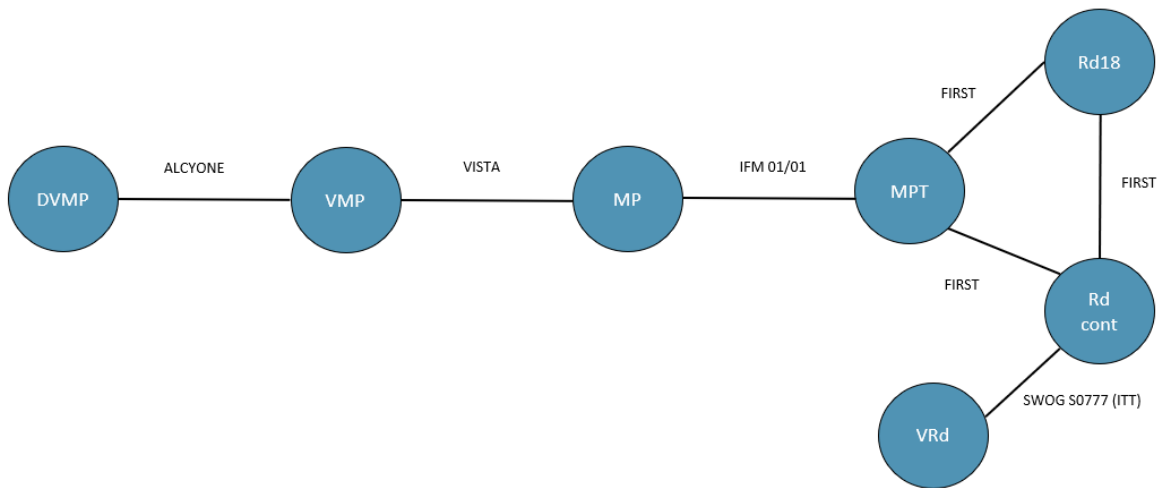 Rd18
FIRST
ALCYONE
VISTA
IFM 01/01
FIRST
DVMP
VMP
MP
MPT
FIRST
Rd
cont
SWOG S0777 (ITT)
VRd